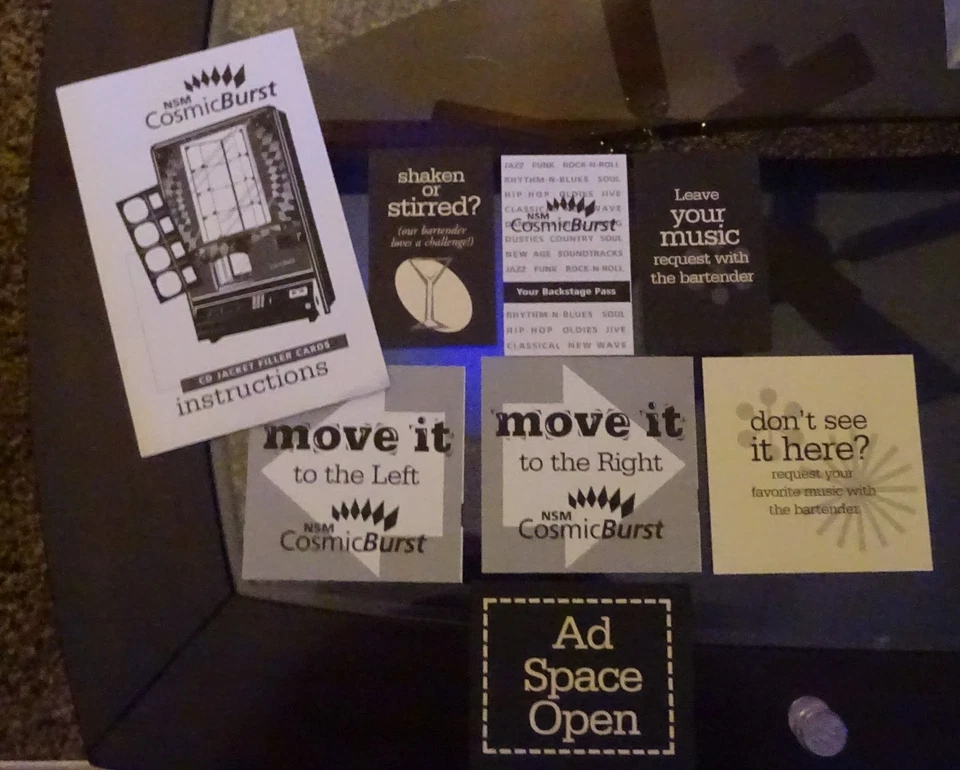 NSM
CosmicBurst
CD JACKET FILLER CARDS
instructions
shaken
or
stirred?
(our bartender
loves a challenge!)
JAZZ FUNK ROCK-N-ROLL
RHYTHM-N-BLUES SOUL
HIP-HOP OLDIES JIVE
CLASSIC WAVE
NSM
CosmicBurst
DUSTIES COUNTRY SOUL
NEW AGE SOUNDTRACKS
JAZZ FUNK ROCK-N-ROLL
Your Backstage Pass
RHYTHM-N-BLUES SOUL
HIP-HOP OLDIES JIVE
CLASSICAL NEW WAVE
Leave
your
music
request with
the bartender
move it
to the Left
NSM
CosmicBurst
move it
to the Right
NSM
CosmicBurst
don't see
it here?
request your
favorite music with
the bartender
Ad
Space
Open